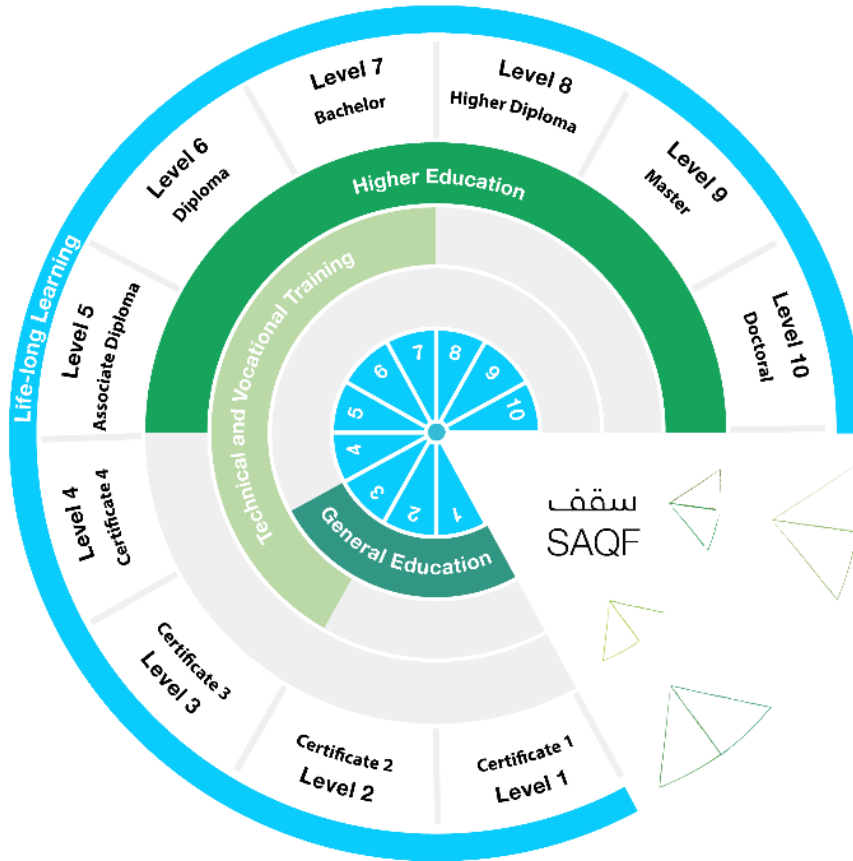 Life-long Learning
Level 1
Certificate 1
Level 2
Certificate 2
Level 3
Certificate 3
Level 4
Certificate 4
Level 5
Associate Diploma
Level 6
Diploma
Level 7
Bachelor
Level 8
Higher Diploma
Level 9
Master
Level 10
Doctoral
Higher Education
Technical and Vocational Training
General Education
1
2
3
4
5
6
7
8
9
10
سقف
SAQF